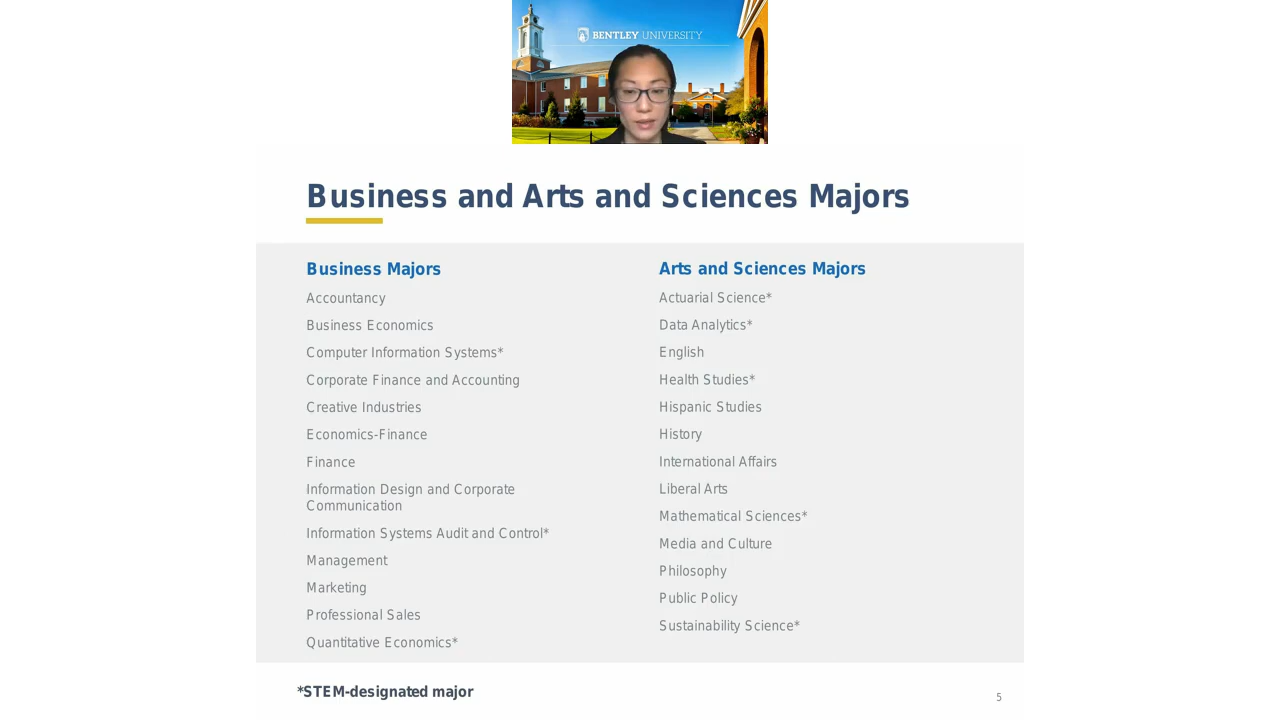 BENTLEY UNIVERSITY
Business and Arts and Sciences Majors
Business Majors
Accountancy
Business Economics
Computer Information Systems*
Corporate Finance and Accounting
Creative Industries
Economics-Finance
Finance
Information Design and Corporate
Communication
Information Systems Audit and Control*
Management
Marketing
Professional Sales
Quantitative Economics*
Arts and Sciences Majors
Actuarial Science*
Data Analytics*
English
Health Studies*
Hispanic Studies
History
International Affairs
Liberal Arts
Mathematical Sciences*
Media and Culture
Philosophy
Public Policy
Sustainability Science*
*STEM-designated major
5